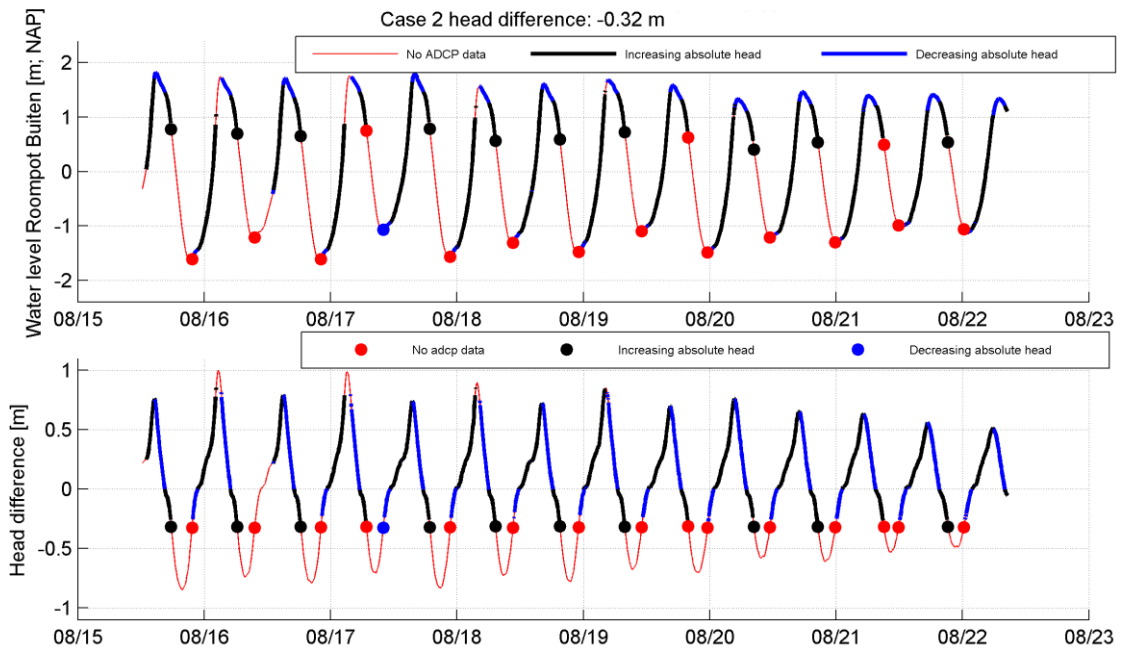 Case 2 head difference: -0.32 m
No ADCP data Increasing absolute head Decreasing absolute head
Water level Roompot Buiten [m; NAP]
2
1
0
-1
-2
08/15 08/16 08/17 08/18 08/19 08/20 08/21 08/22 08/23
No adcp data Increasing absolute head Decreasing absolute head
Head difference [m]
1
0.5
0
-0.5
-1
08/15 08/16 08/17 08/18 08/19 08/20 08/21 08/22 08/23